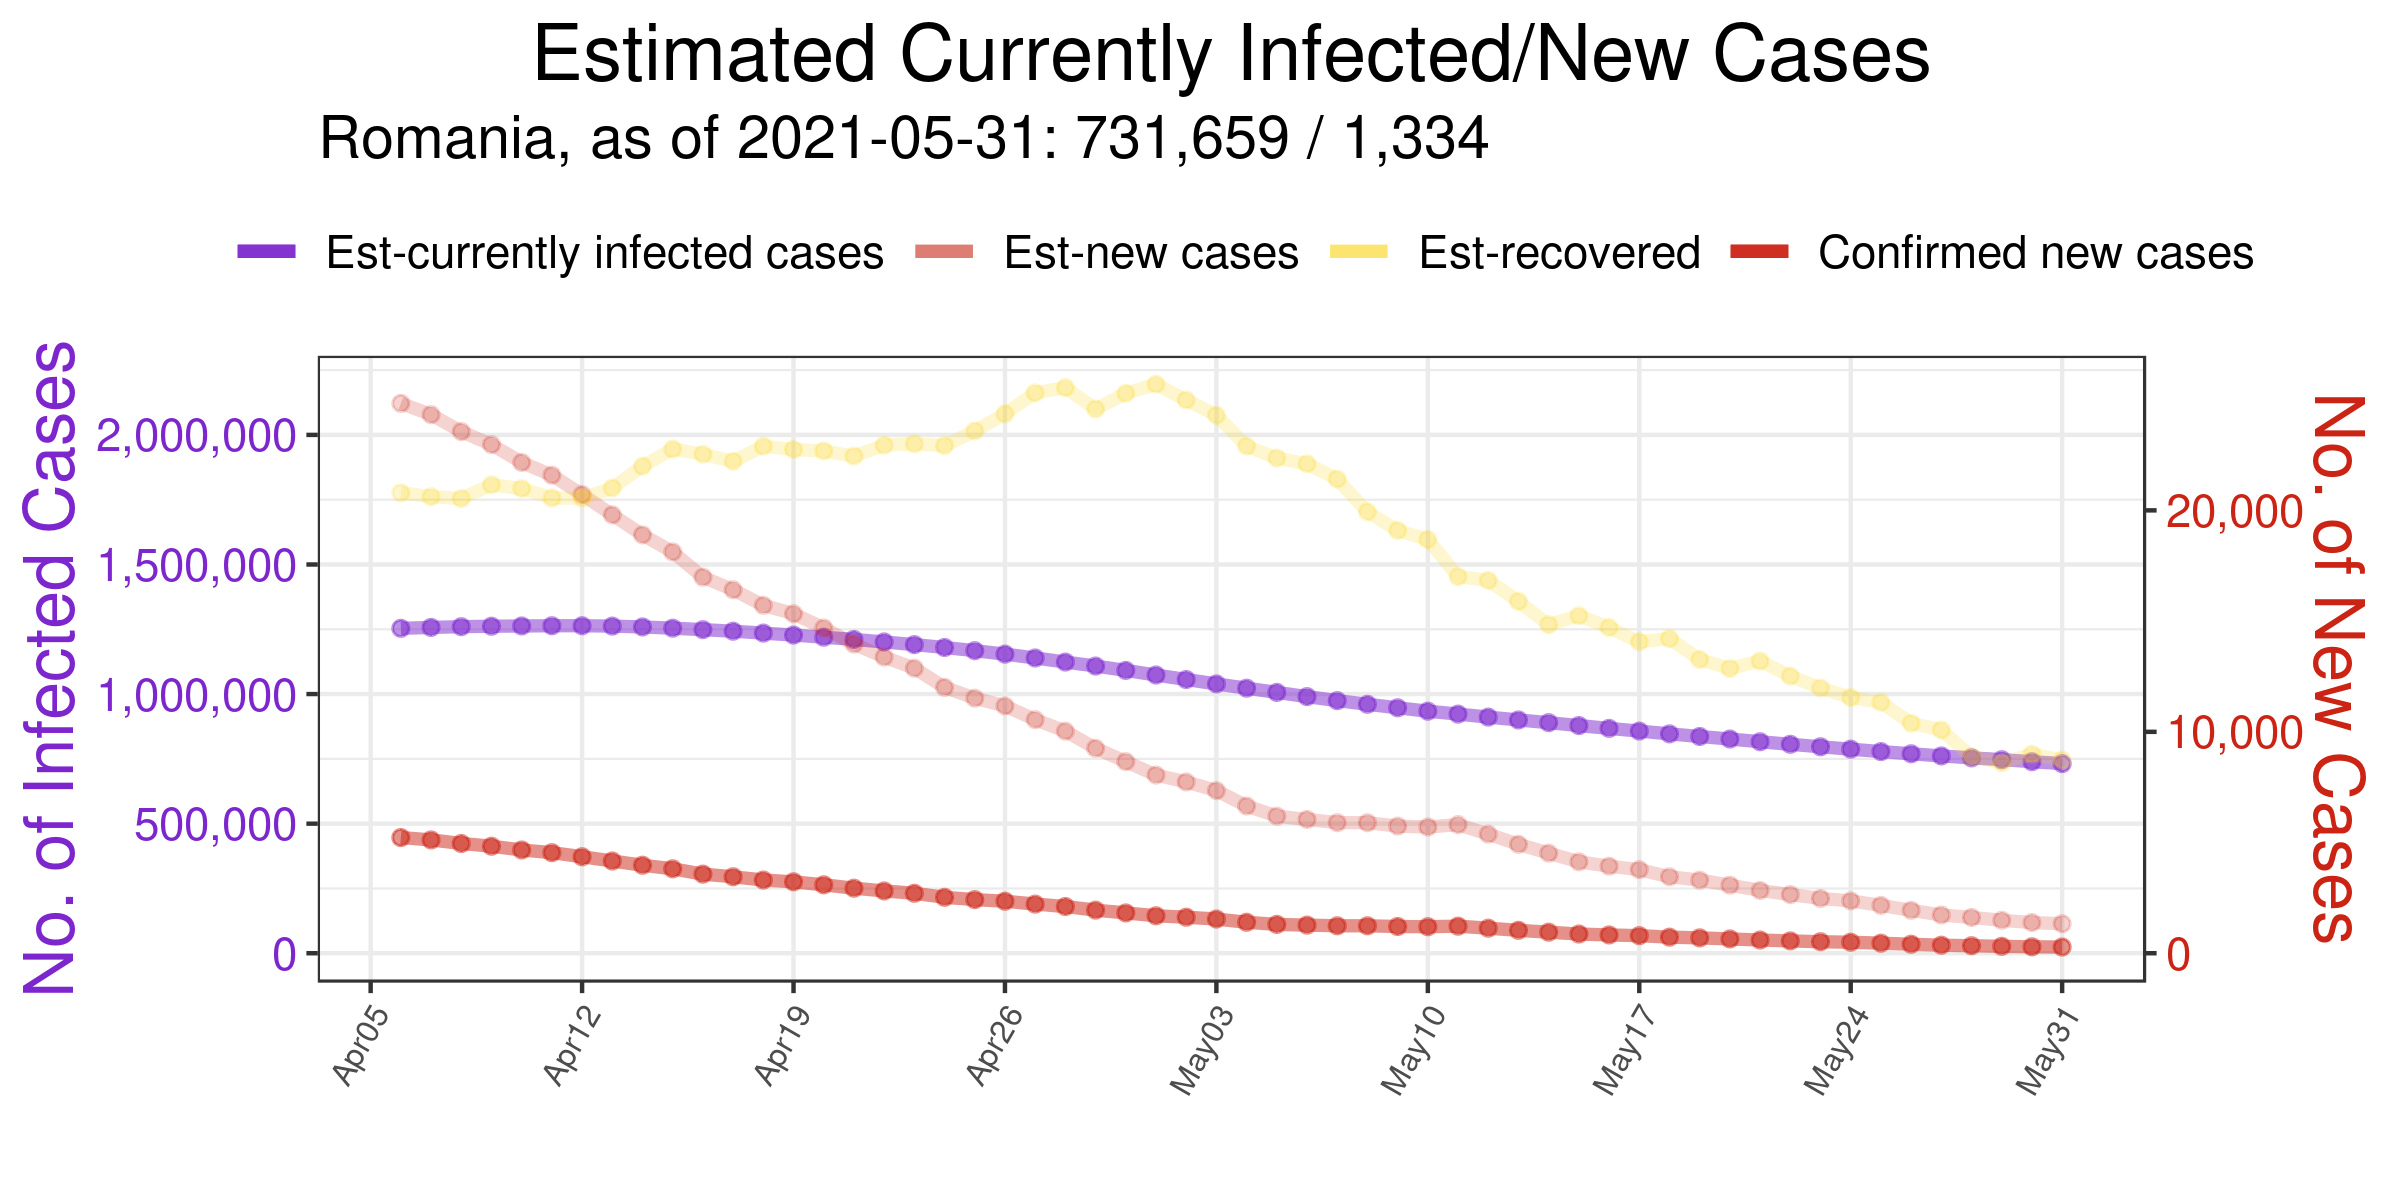 Estimated Currently Infected/New Cases
Romania, as of 2021-05-31: 731,659 / 1,334
Est-currently infected cases Est-new cases Est-recovered Confirmed new cases
No. of Infected Cases
2,000,000
1,500,000
1,000,000
500,000
0
20,000
10,000
0
No. of New Cases
Apr05 Apr12 Apr19 Apr26 May03 May10 May17 May24 May31